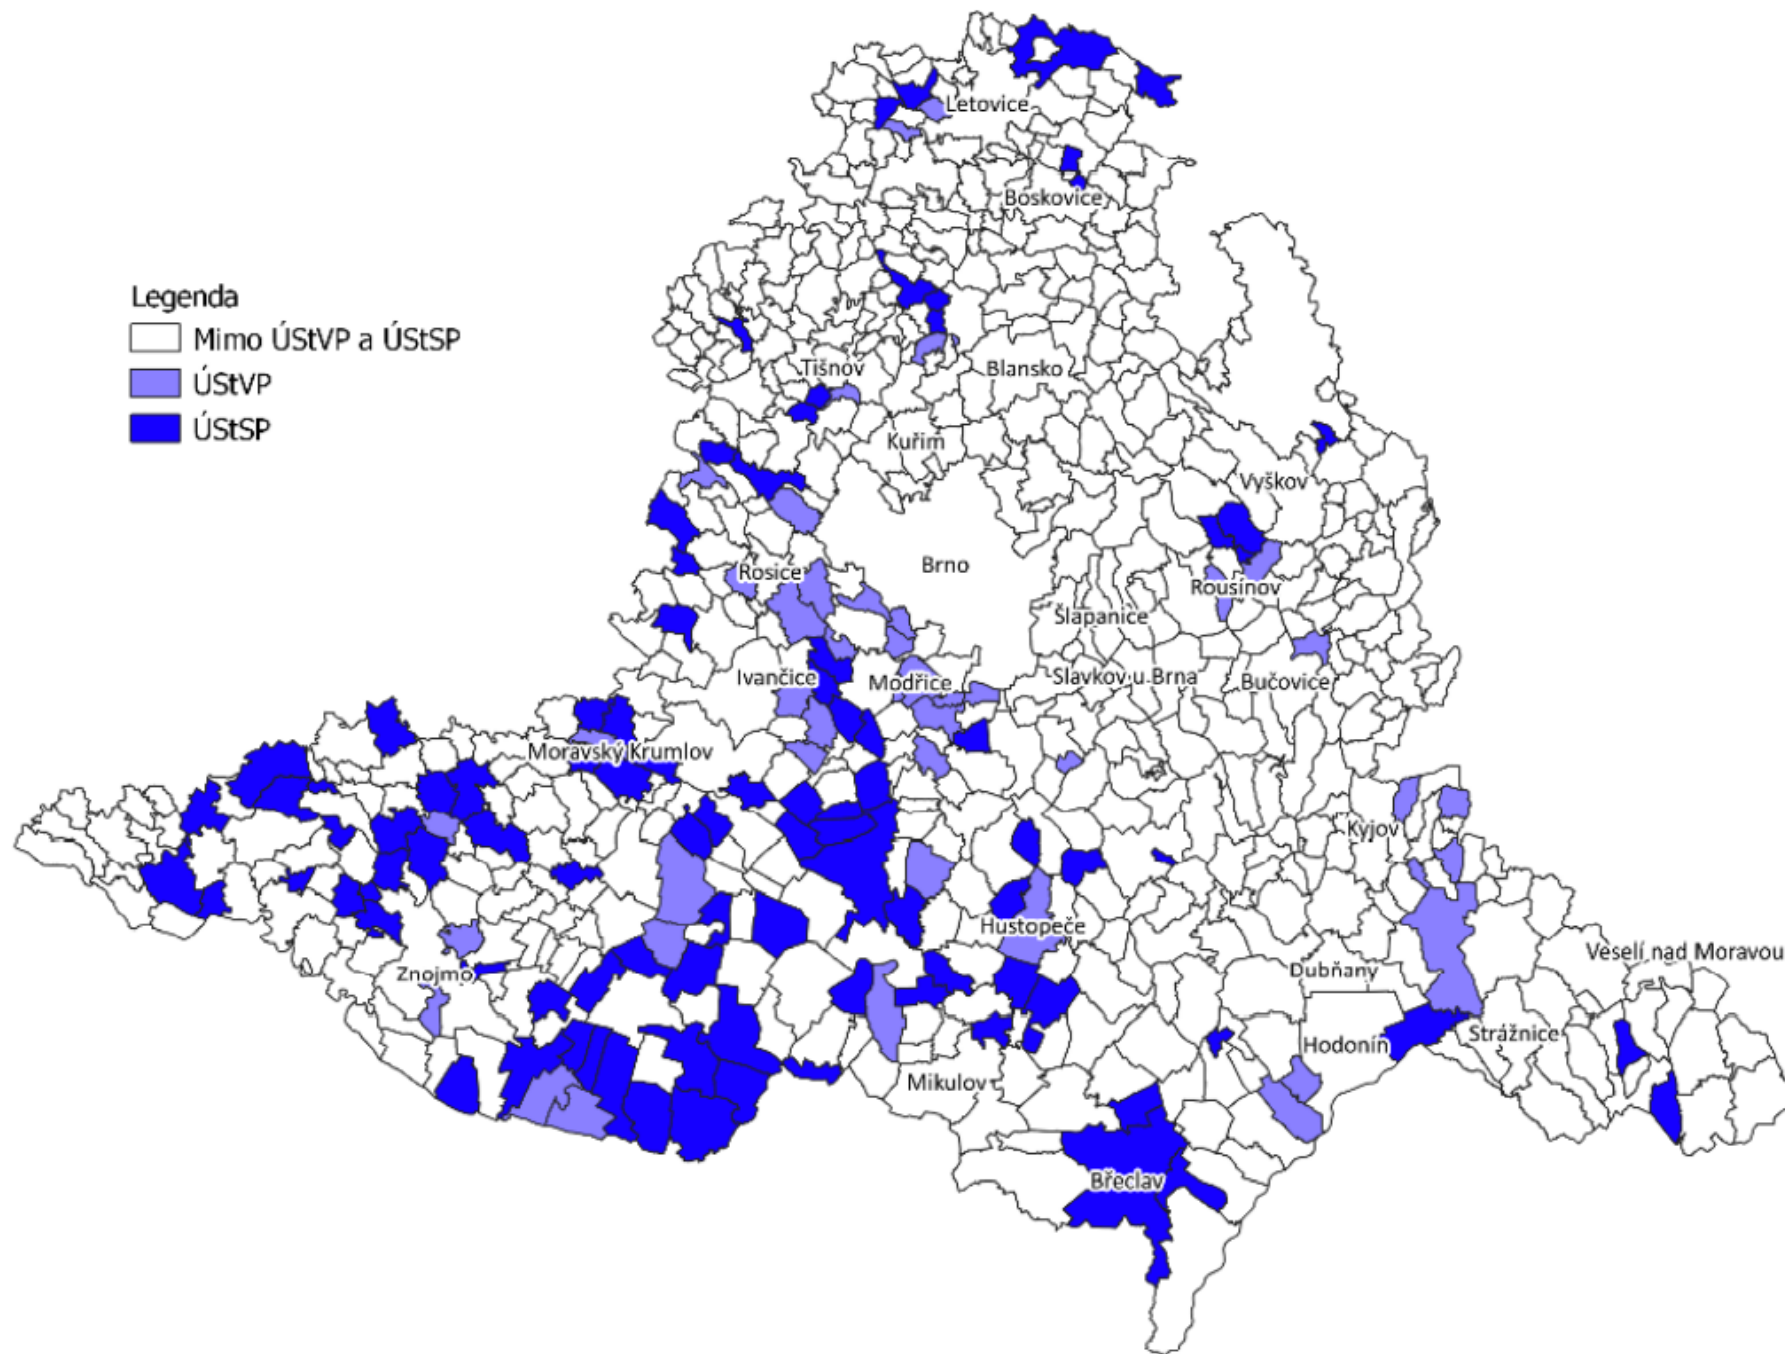 Letovice
Boskovice
Legenda
Mimo ÚStVP a ÚStSP
ÚStVP
ÚStSP
Tišnov
Blansko
Kuřim
Vyškov
Rosice
Brno
Rousínov
Šlapanice
Ivančice
Modřice
Slavkov u Brna
Bučovice
Moravský Krumlov
Kyjov
Hustopeče
Veselí nad Moravou
Znojmo
Dubňany
Strážnice
Hodonín
Mikulov
Břeclav